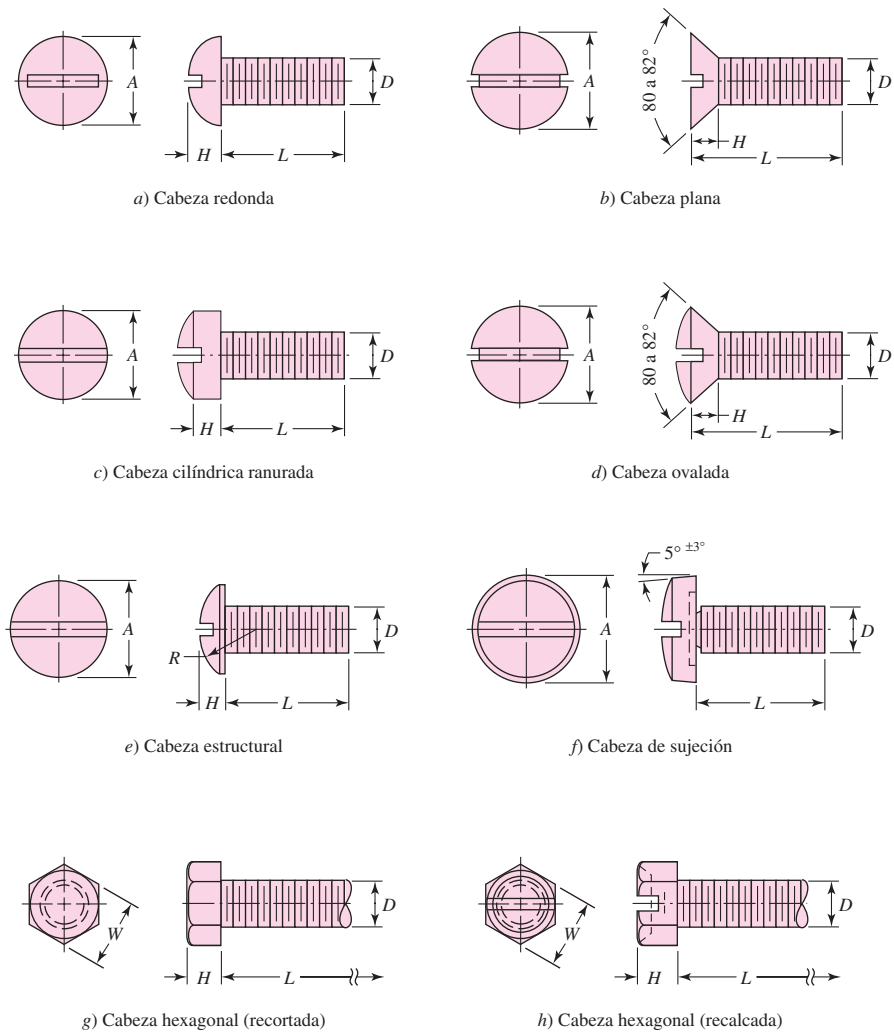 A
D
H
L
a) Cabeza redonda
A
80 a 82°
D
H
L
b) Cabeza plana
A
D
H
L
c) Cabeza cilíndrica ranurada
A
80 a 82°
D
H
L
d) Cabeza ovalada
A
D
R
H
L
e) Cabeza estructural
5° ±3°
A
D
L
f) Cabeza de sujeción
W
D
H
L
g) Cabeza hexagonal (recortada)
W
D
H
L
h) Cabeza hexagonal (recalcada)